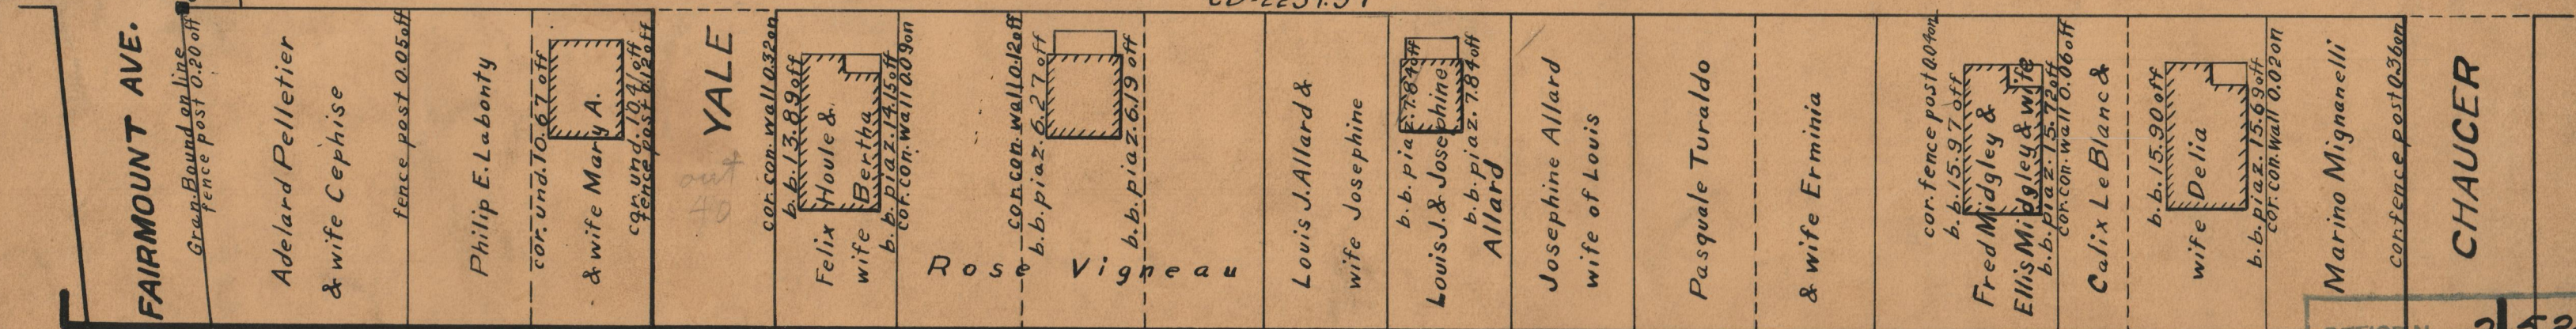 FAIRMOUNT AVE.
Gran. Bound on line
fence post 0.20 off
Adelard Pelletier
& wife Cephise
fence post 0.05 off
Philip E. Labonty
cor. und. 10.67 off
& wife Mary A.
cor. und. 10.41 off
fence post 0.12 off
YALE
out
40
cor. con. wall 0.32 on
b.b. 13.89 off
Felix Houle &
wife Bertha
b.b. piaz. 14.15 off
cor. con. wall 0.09 on
Rose Vigneau
cor con wall 0.12 off
b.b. piaz. 6.27 off
b.b. piaz. 6.19 off
Louis J. Allard &
wife Josephine
b.b. piaz. 7.84 off
Louis J. & Josephine
b.b. piaz. 7.84 off
Allard
Josephine Allard
wife of Louis
Pasquale Turaldo
& wife Erminia
cor. fence post 0.04 on
b.b. 15.97 off
Fred Midgley &
Ellis Midgley & wife
b.b. piaz. 15.72 off
cor. con. wall 0.06 off
Calix LeBlanc &
b.b. 15.90 off
wife Delia
b.b. piaz. 15.69 off
cor. con. wall 0.02 on
Marino Mignanelli
cor fence post 0.36 on
CHAUCER